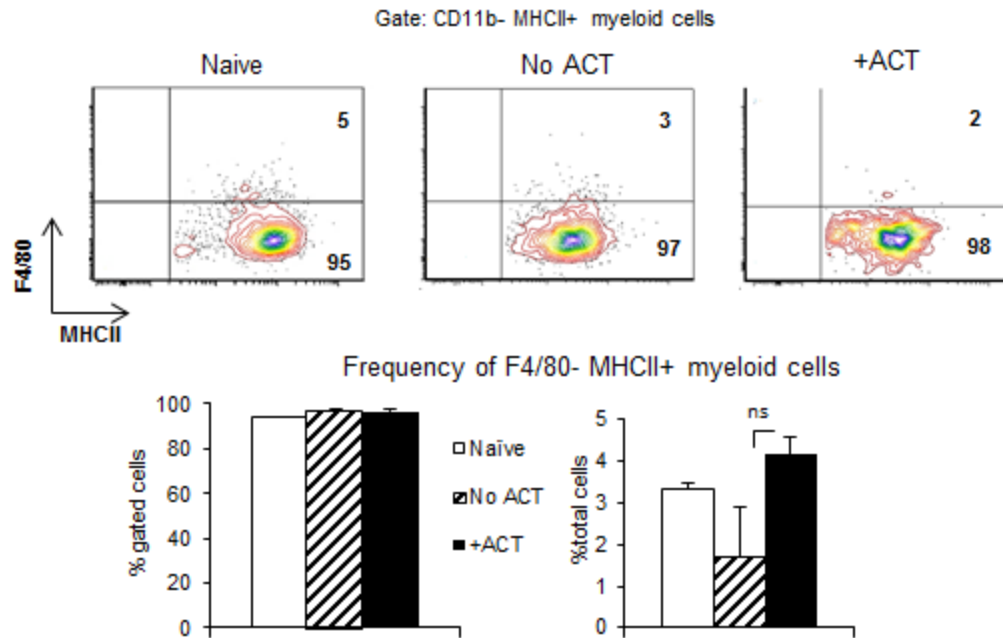 Gate: CD11b- MHCII+ myeloid cells
Naive
No ACT
+ACT
5
3
2
95
97
98
F4/80
MHCII
Frequency of F4/80- MHCII+ myeloid cells
% gated cells
100
80
60
40
20
0
Naïve
No ACT
+ACT
%total cells
5
4
3
2
1
0
ns